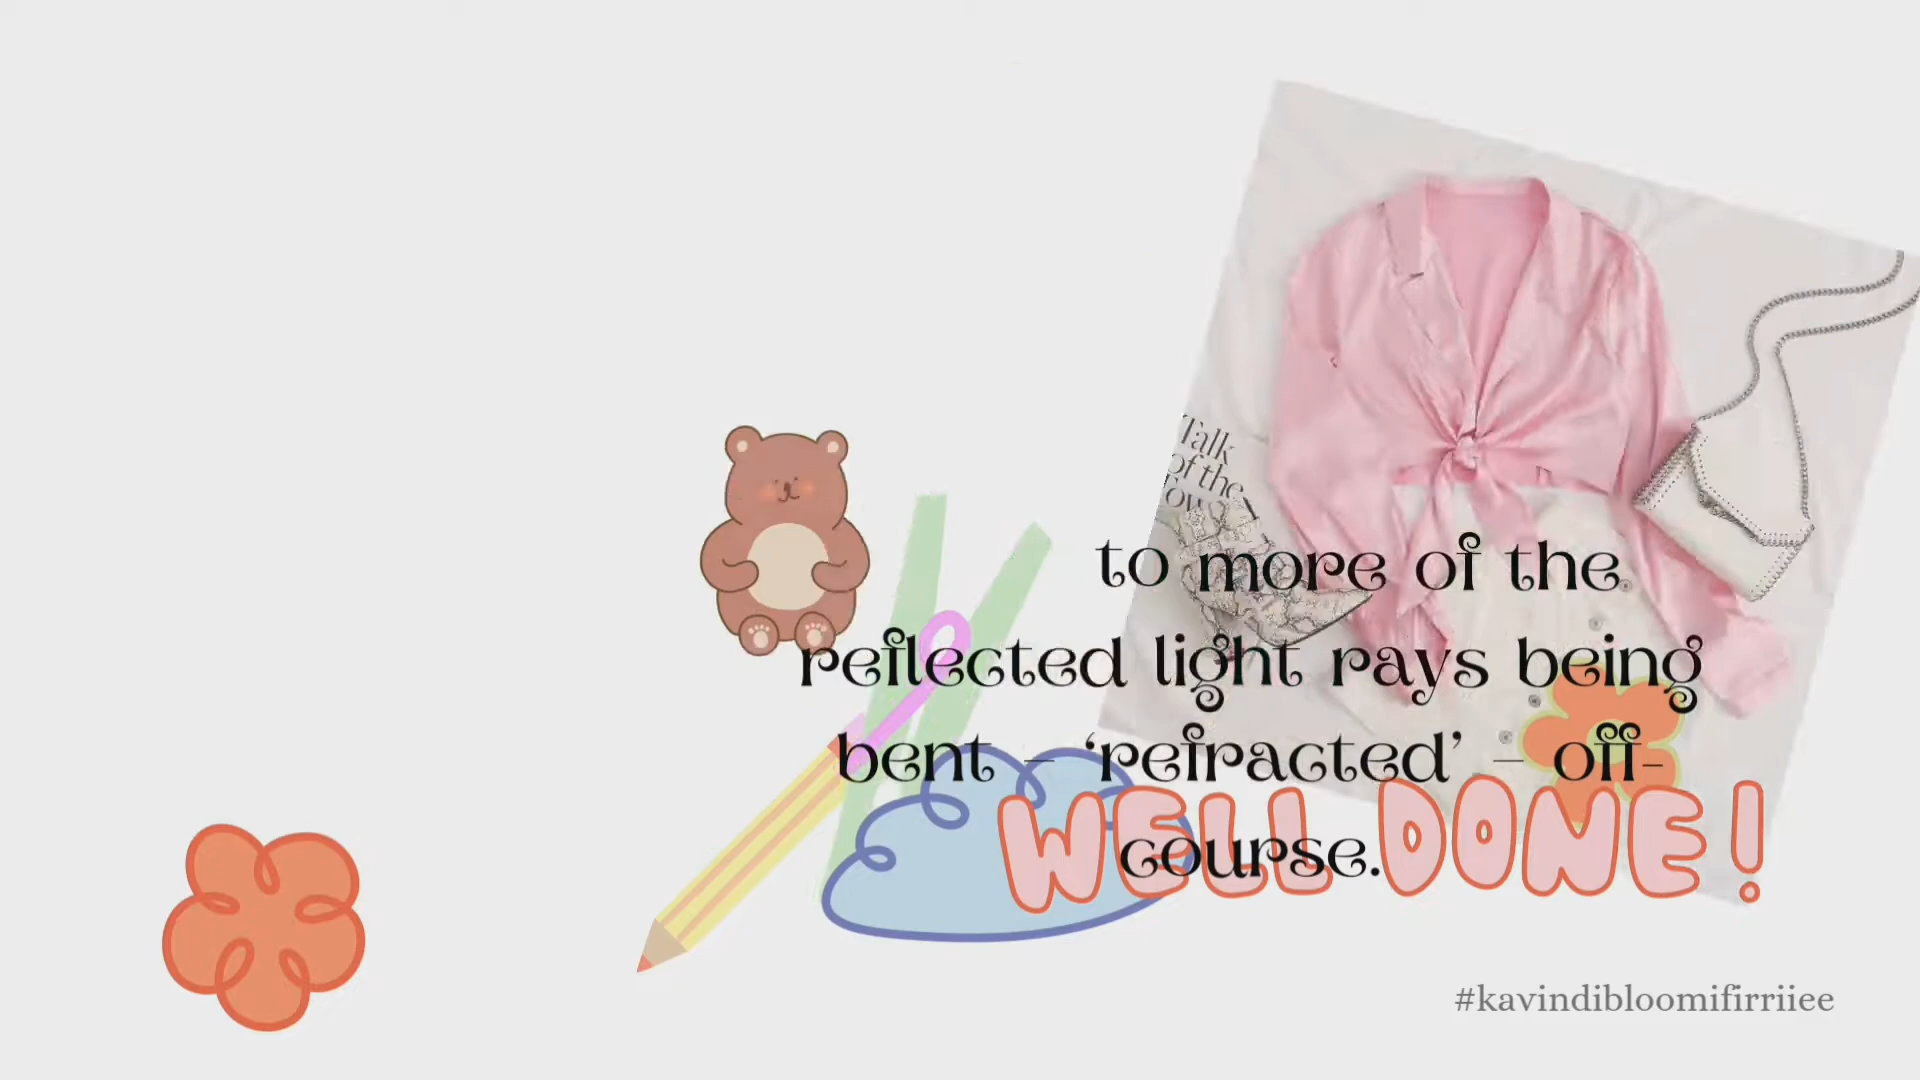 Talk
of the
to more of the
reflected light rays being
bent – ‘refracted’ – off-
course.
WELL DONE!
#kavindibloomifirriiee